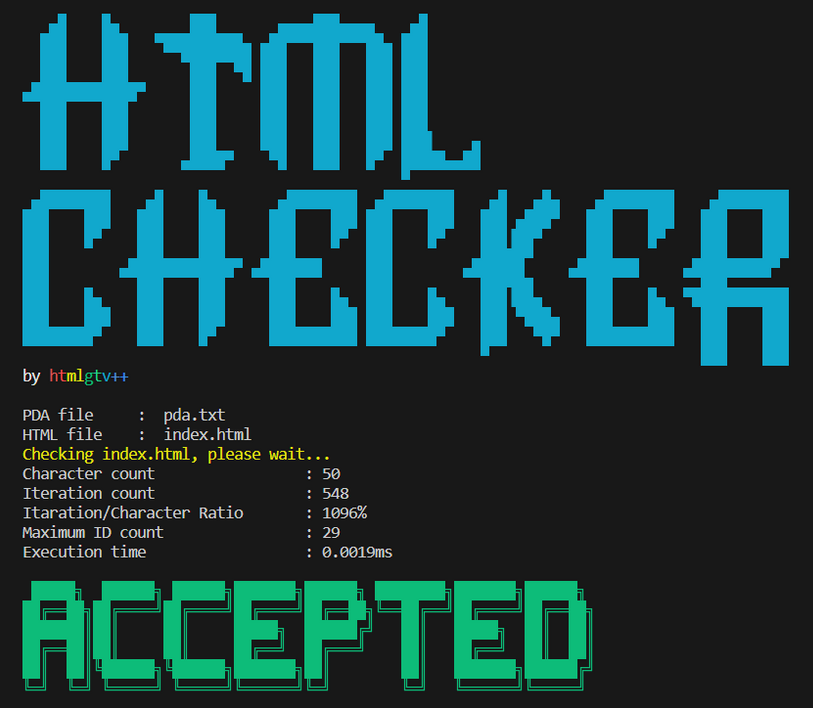 HTML
CHECKER
by htmlgtv++
PDA file : pda.txt
HTML file : index.html
Checking index.html, please wait...
Character count : 50
Iteration count : 548
Itaration/Character Ratio : 1096%
Maximum ID count : 29
Execution time : 0.0019ms
ACCEPTED